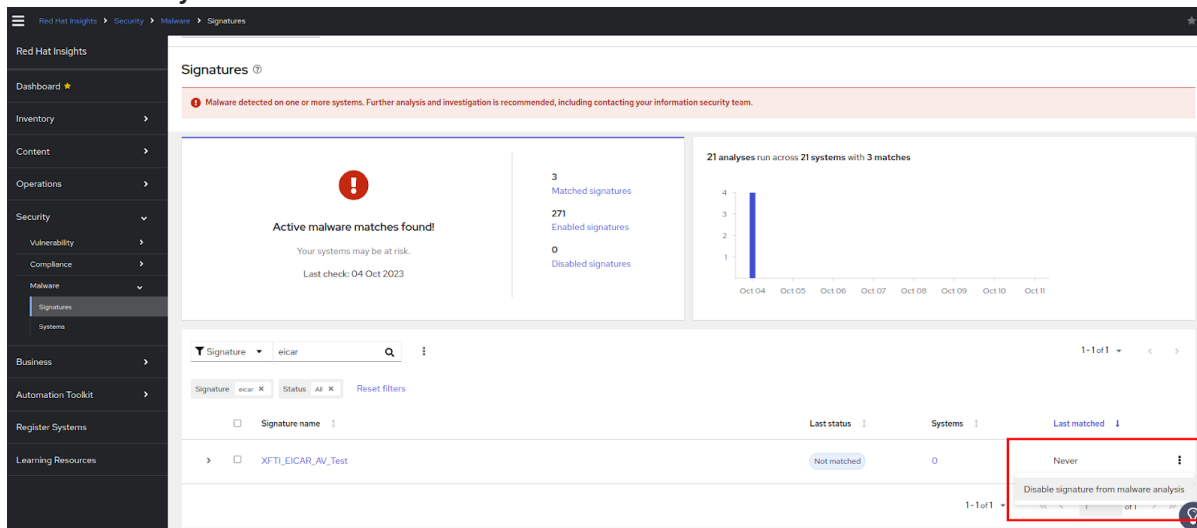 Red Hat Insights > Security > Malware > Signatures
Red Hat Insights
Dashboard
Inventory
Content
Operations
Security
Vulnerability
Compliance
Malware
Signatures
Systems
Business
Automation Toolkit
Register Systems
Learning Resources
Signatures
Malware detected on one or more systems. Further analysis and investigation is recommended, including contacting your information security team.
Active malware matches found!
Your systems may be at risk.
Last check: 04 Oct 2023
3
Matched signatures
271
Enabled signatures
0
Disabled signatures
21 analyses run across 21 systems with 3 matches
4
3
2
1
Oct 04 Oct 05 Oct 06 Oct 07 Oct 08 Oct 09 Oct 10 Oct 11
Signature eicar
1-1 of 1
Signature eicar Status All Reset filters
Signature name Last status Systems Last matched
XFTI_EICAR_AV_Test Not matched 0 Never
Disable signature from malware analysis
1-1 of 1 1 of 1